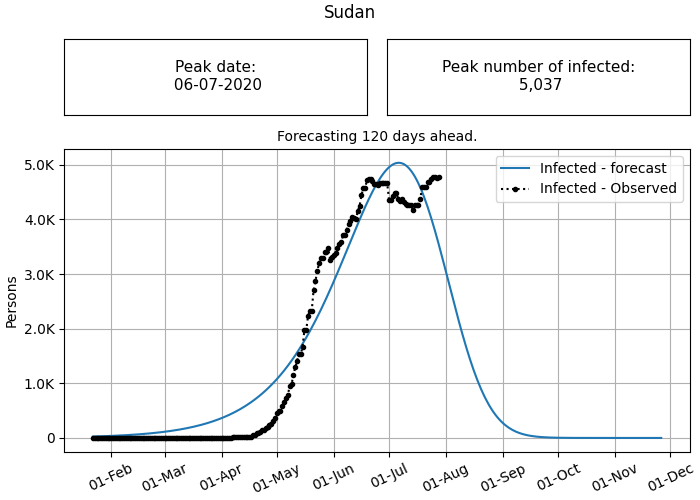 Sudan
Peak date:
06-07-2020
Peak number of infected:
5,037
Forecasting 120 days ahead.
Infected - forecast
Infected - Observed
Persons
5.0K
4.0K
3.0K
2.0K
1.0K
0
01-Feb
01-Mar
01-Apr
01-May
01-Jun
01-Jul
01-Aug
01-Sep
01-Oct
01-Nov
01-Dec